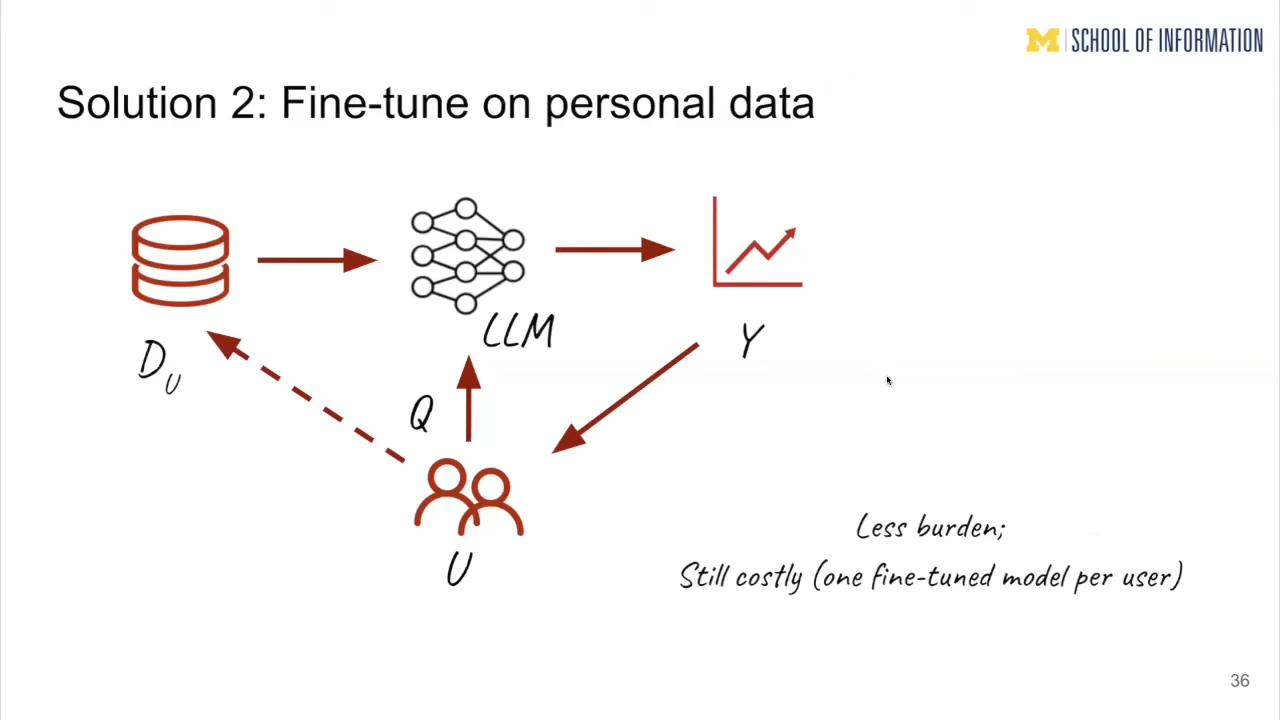 M SCHOOL OF INFORMATION
Solution 2: Fine-tune on personal data
LLM
D_U
Y
Q
U
Less burden;
Still costly (one fine-tuned model per user)
36